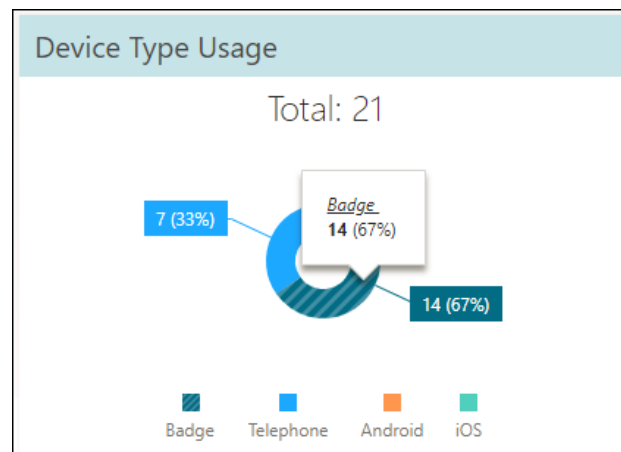 Device Type Usage
Total: 21
7 (33%)
Badge
14 (67%)
14 (67%)
Badge Telephone Android iOS